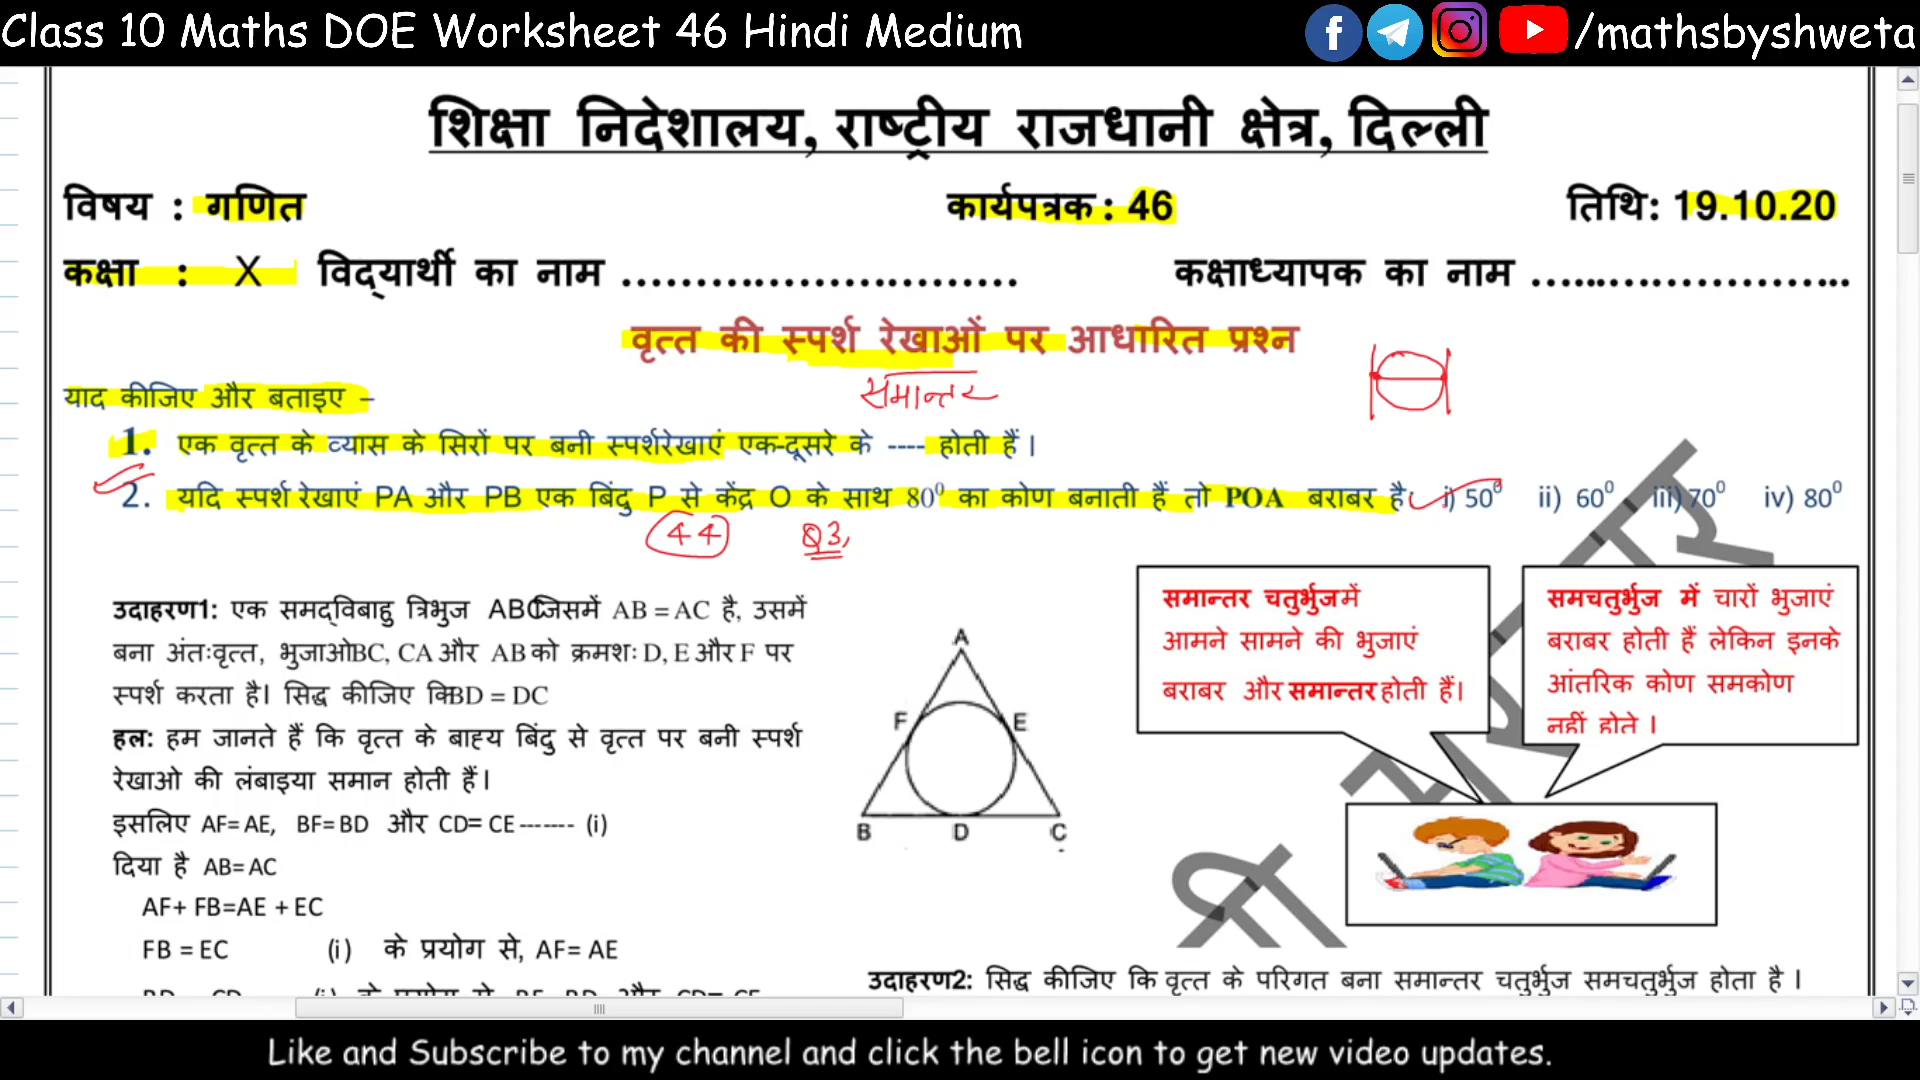 Class 10 Maths DOE Worksheet 46 Hindi Medium
/mathsbyshweta
शिक्षा निदेशालय, राष्ट्रीय राजधानी क्षेत्र, दिल्ली
विषय : गणित कार्यपत्रक : 46 तिथि: 19.10.20
कक्षा : X विद्यार्थी का नाम ........................... कक्षाध्यापक का नाम ........................
वृत्त की स्पर्श रेखाओं पर आधारित प्रश्न
समान्तर
याद कीजिए और बताइए –
1. एक वृत्त के व्यास के सिरों पर बनी स्पर्शरेखाएं एक-दूसरे के ---- होती हैं ।
2. यदि स्पर्श रेखाएं PA और PB एक बिंदु P से केंद्र O के साथ 80⁰ का कोण बनाती हैं तो POA बराबर है: i) 50⁰ ii) 60⁰ iii) 70⁰ iv) 80⁰
44 Q3,
उदाहरण1: एक समद्विबाहु त्रिभुज ABC जिसमें AB = AC है, उसमें
बना अंतःवृत्त, भुजाओ BC, CA और AB को क्रमशः D, E और F पर
स्पर्श करता है। सिद्ध कीजिए कि BD = DC
हल: हम जानते हैं कि वृत्त के बाह्य बिंदु से वृत्त पर बनी स्पर्श
रेखाओ की लंबाइया समान होती हैं।
इसलिए AF= AE, BF= BD और CD= CE ------- (i)
दिया है AB= AC
AF+ FB=AE + EC
FB = EC (i) के प्रयोग से, AF= AE
A
F E
B D C
समान्तर चतुर्भुज में
आमने सामने की भुजाएं
बराबर और समान्तर होती हैं।
समचतुर्भुज में चारों भुजाएं
बराबर होती हैं लेकिन इनके
आंतरिक कोण समकोण
नहीं होते ।
उदाहरण2: सिद्ध कीजिए कि वृत्त के परिगत बना समान्तर चतुर्भुज समचतुर्भुज होता है ।
Like and Subscribe to my channel and click the bell icon to get new video updates.